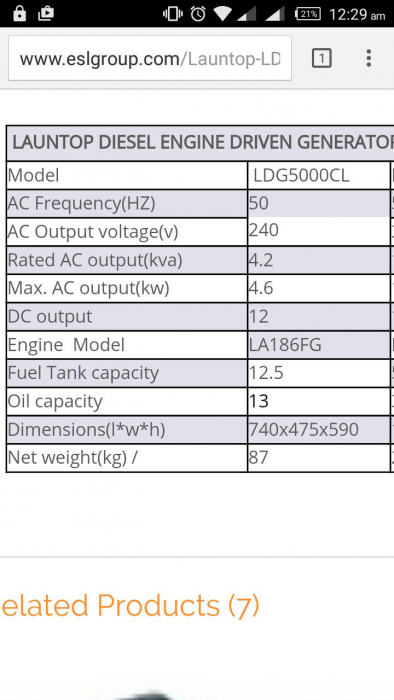 21% 12:29 am
www.eslgroup.com/Launtop-LD 1
LAUNTOP DIESEL ENGINE DRIVEN GENERATOR
Model LDG5000CL
AC Frequency(HZ) 50
AC Output voltage(v) 240
Rated AC output(kva) 4.2
Max. AC output(kw) 4.6
DC output 12
Engine Model LA186FG
Fuel Tank capacity 12.5
Oil capacity 13
Dimensions(l*w*h) 740x475x590
Net weight(kg) / 87
elated Products (7)